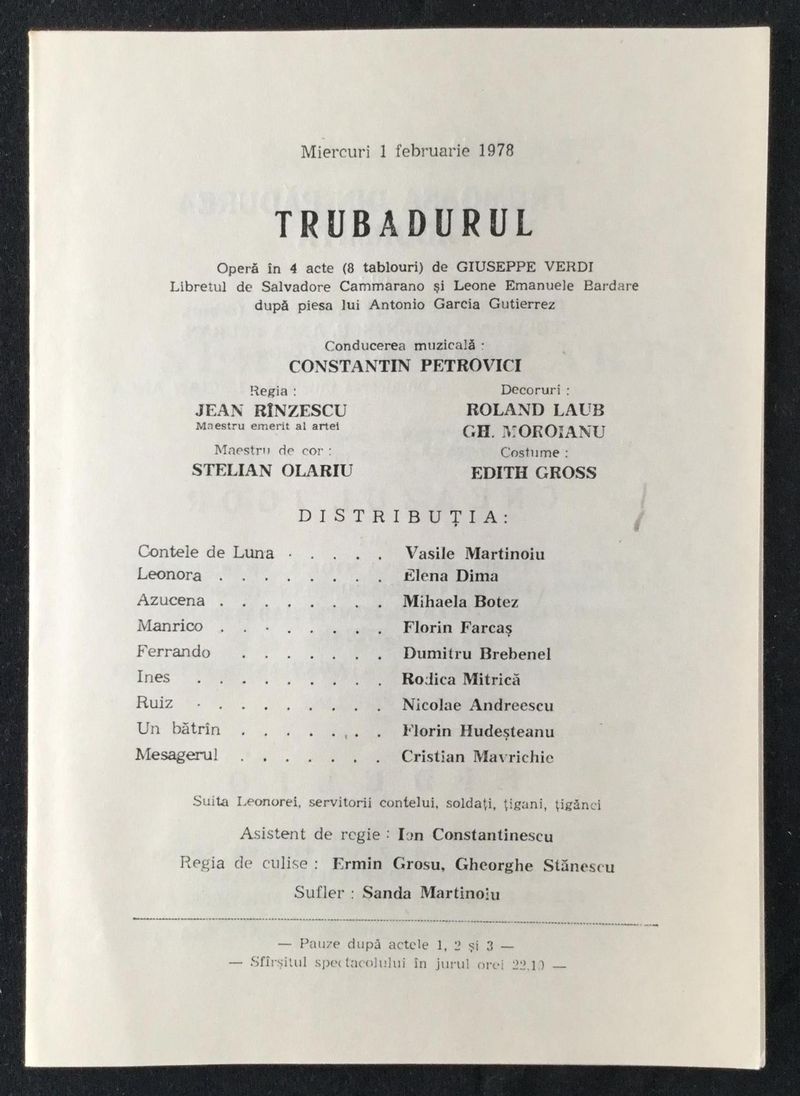 Miercuri 1 februarie 1978
TRUBADURUL
Operă în 4 acte (8 tablouri) de GIUSEPPE VERDI
Libretul de Salvadore Cammarano și Leone Emanuele Bardare
după piesa lui Antonio Garcia Gutierrez
Conducerea muzicală :
CONSTANTIN PETROVICI
Regia :
JEAN RÎNZESCU
Maestru emerit al artei
Maestru de cor :
STELIAN OLARIU
Decoruri :
ROLAND LAUB
GH. MOROIANU
Costume :
EDITH GROSS
DISTRIBUȚIA:
Contele de Luna . . . . . Vasile Martinoiu
Leonora . . . . . . . . Elena Dima
Azucena . . . . . . . . Mihaela Botez
Manrico . . . . . . . . Florin Farcaș
Ferrando . . . . . . . Dumitru Brebenel
Ines . . . . . . . . . Rodica Mitrică
Ruiz . . . . . . . . . Nicolae Andreescu
Un bătrîn . . . . . . . Florin Hudeșteanu
Mesagerul . . . . . . . Cristian Mavrichie
Suita Leonorei, servitorii contelui, soldați, țigani, țigănci
Asistent de regie : Ion Constantinescu
Regia de culise : Ermin Grosu, Gheorghe Stănescu
Sufler : Sanda Martinoiu
— Pauze după actele 1, 2 și 3 —
— Sfîrșitul spectacolului în jurul orei 22,10 —